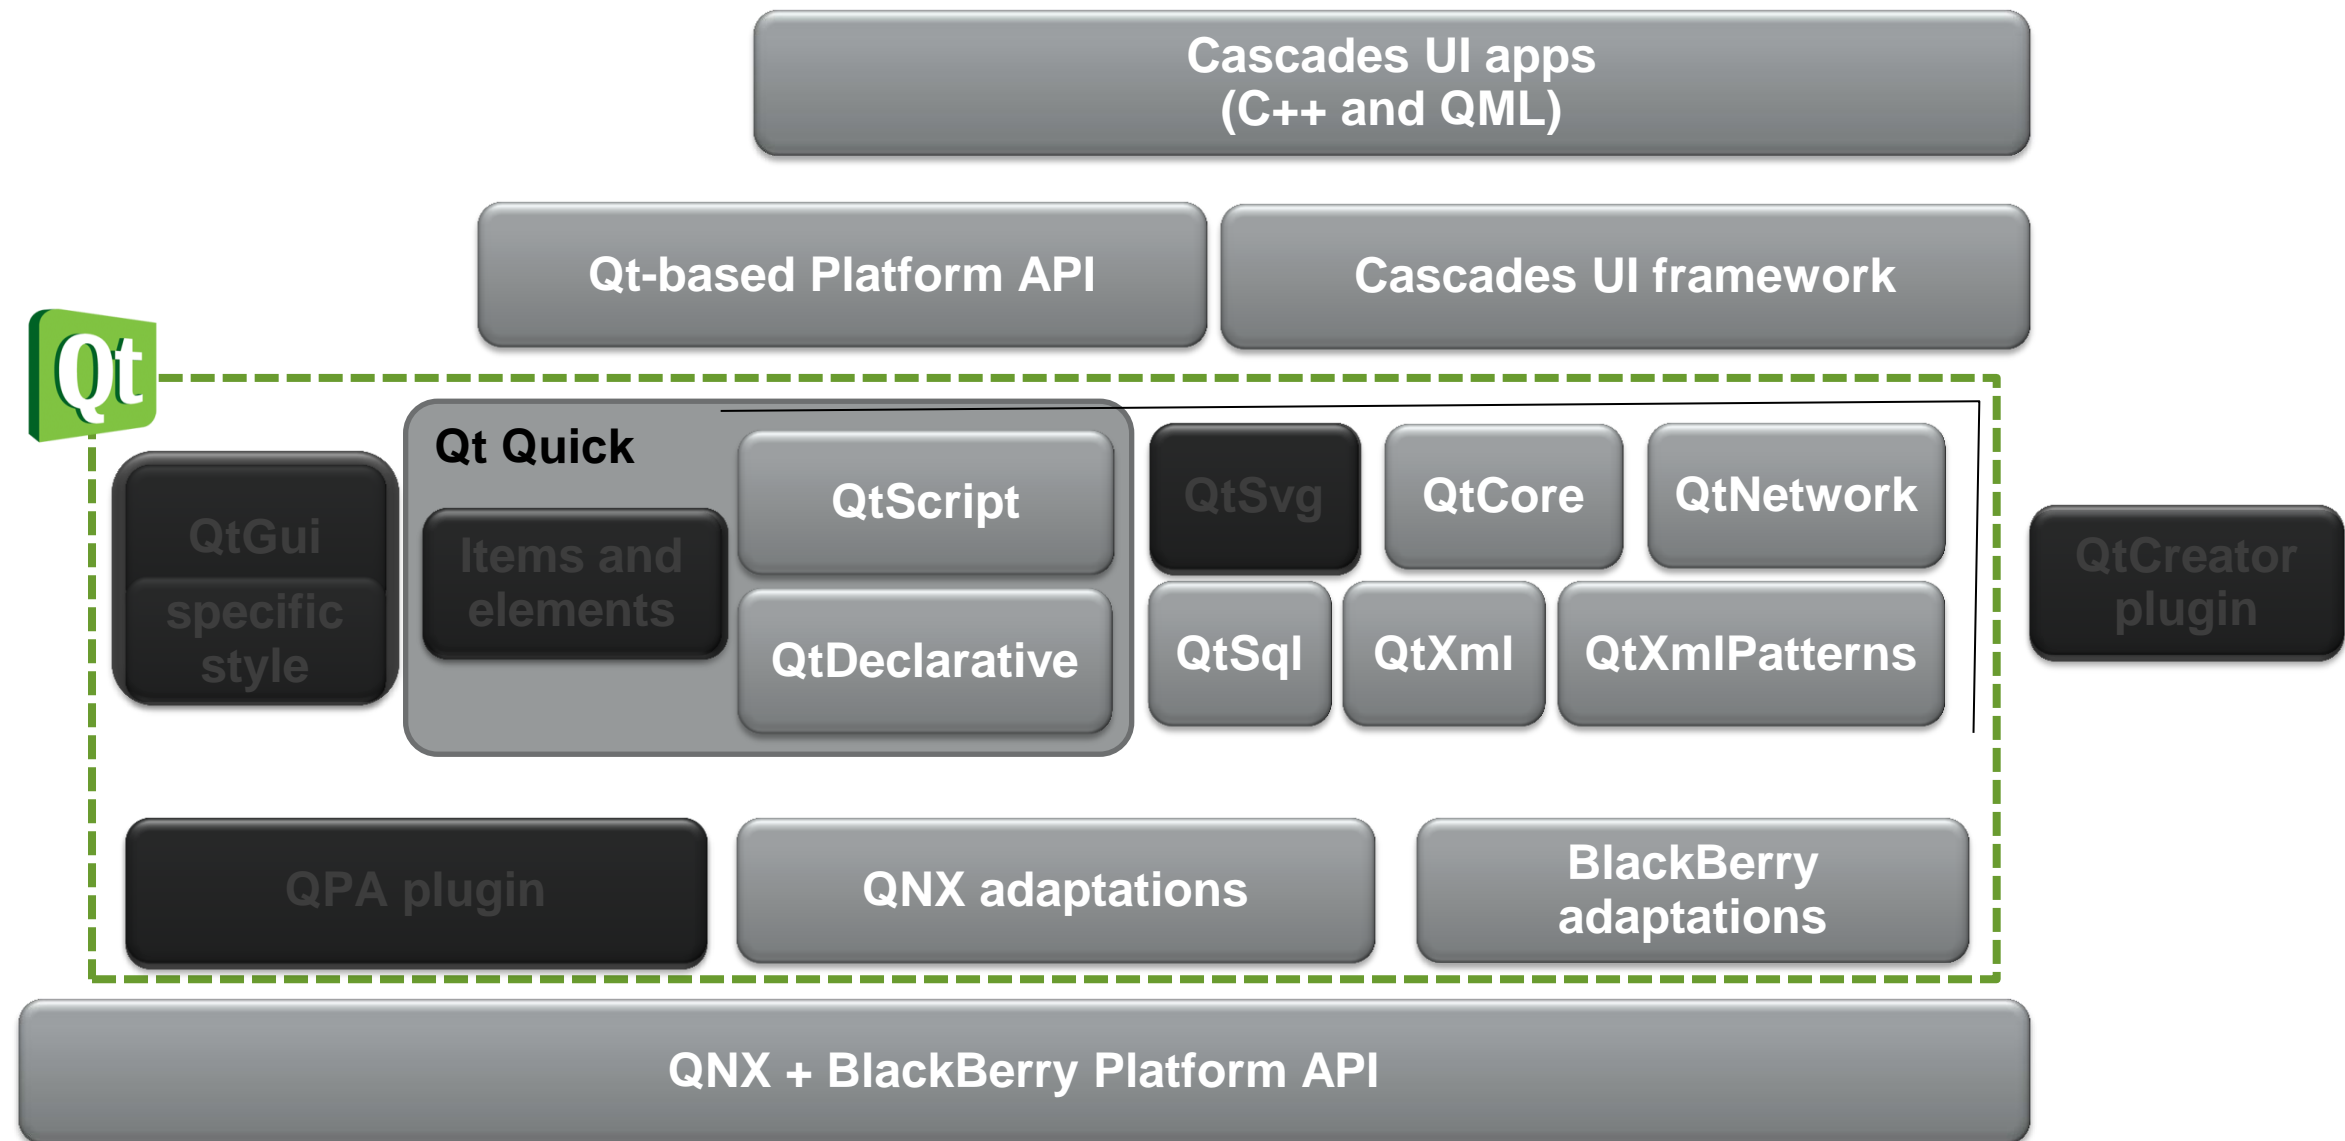 Cascades UI apps
(C++ and QML)
Qt-based Platform API
Cascades UI framework
Qt
Qt Quick
QtScript
QtSvg
QtCore
QtNetwork
QtGui
specific
style
Items and
elements
QtCreator
plugin
QtDeclarative
QtSql
QtXml
QtXmlPatterns
QPA plugin
QNX adaptations
BlackBerry
adaptations
QNX + BlackBerry Platform API